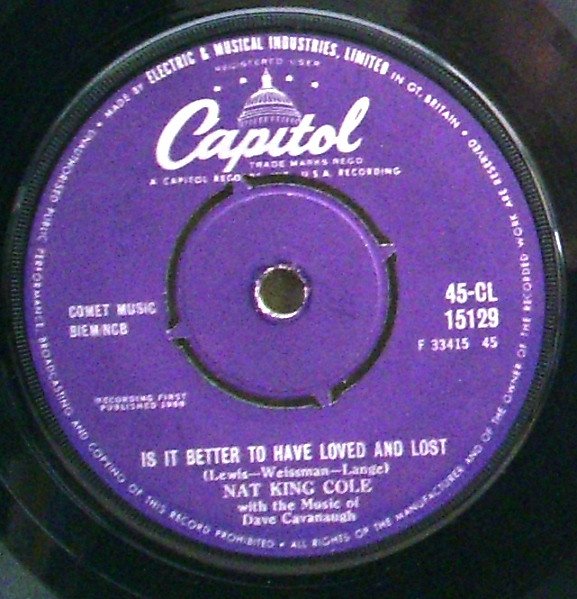 MADE BY ELECTRIC & MUSICAL INDUSTRIES, LIMITED IN GT. BRITAIN • ALL RIGHTS OF THE MANUFACTURER AND OF THE OWNER OF THE RECORDED WORK ARE RESERVED
UNAUTHORISED PUBLIC PERFORMANCE, BROADCASTING AND COPYING OF THIS RECORD PROHIBITED •
REGISTERED USER
Capitol
TRADE MARKS REGD
A CAPITOL U.S.A. RECORDING
45-CL
15129
F 33415 45
COMET MUSIC
BIEM/NCB
RECORDING FIRST
PUBLISHED
IS IT BETTER TO HAVE LOVED AND LOST
(Lewis—Weissman—Lange)
NAT KING COLE
with the Music of
Dave Cavanaugh